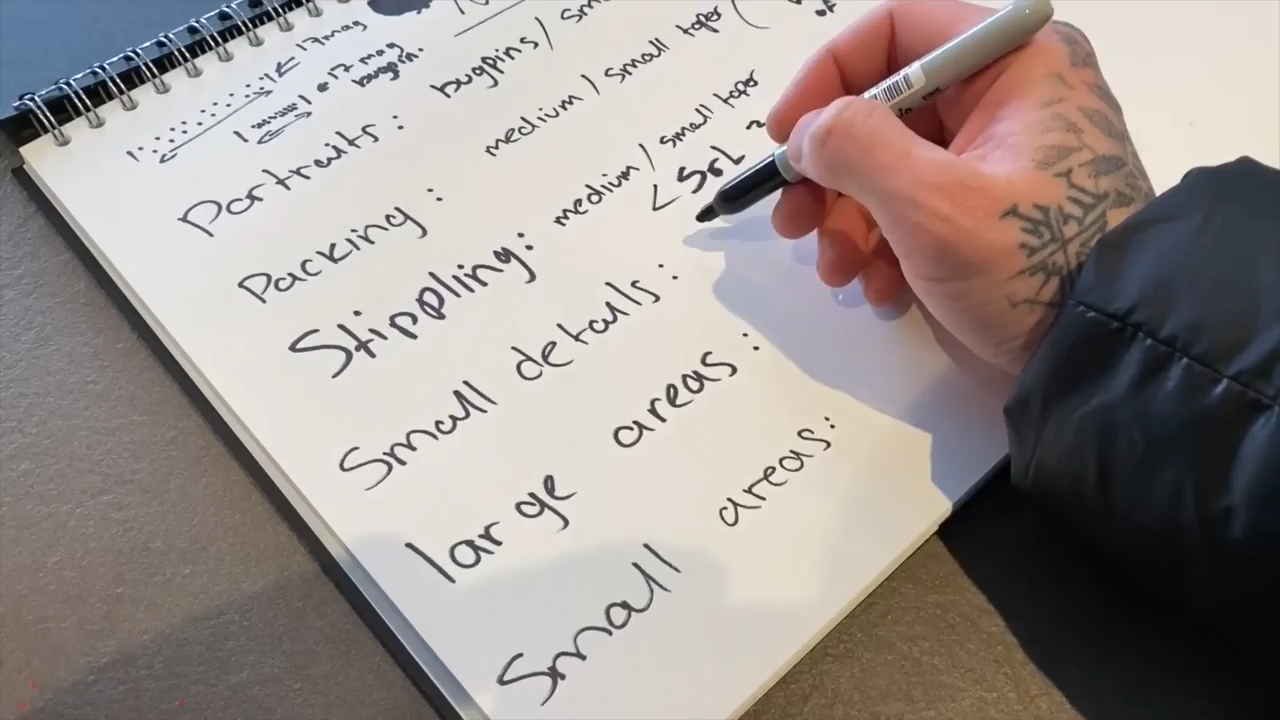 17mag
17 mag
bugpin.
Portraits: bugpins/
Packing: medium / small taper (
Stippling: medium / small taper
< 5rL
Small details:
large areas:
Small areas: